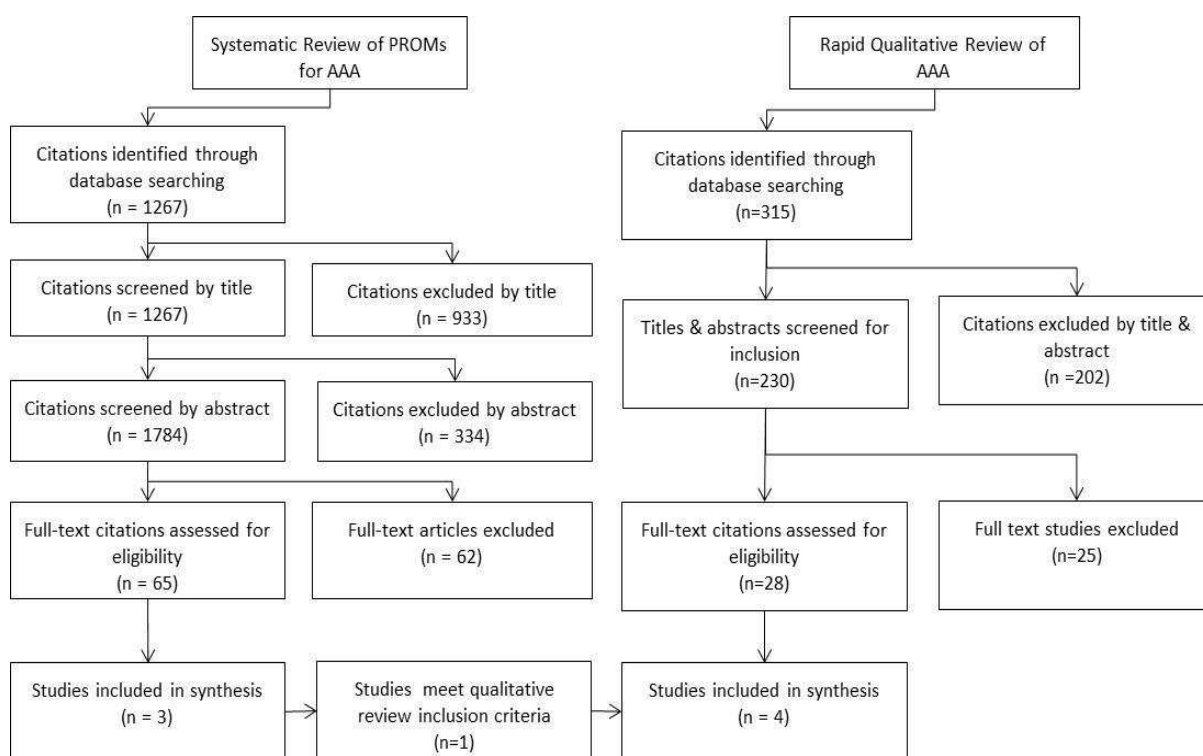 Systematic Review of PROMs
for AAA
Citations identified through
database searching
(n = 1267)
Citations screened by title
(n = 1267)
Citations excluded by title
(n = 933)
Citations screened by abstract
(n = 1784)
Citations excluded by abstract
(n = 334)
Full-text citations assessed for
eligibility
(n = 65)
Full-text articles excluded
(n = 62)
Studies included in synthesis
(n = 3)
Studies meet qualitative
review inclusion criteria
(n=1)
Rapid Qualitative Review of
AAA
Citations identified through
database searching
(n=315)
Titles & abstracts screened for
inclusion
(n=230)
Citations excluded by title &
abstract
(n =202)
Full-text citations assessed for
eligibility
(n=28)
Full text studies excluded
(n=25)
Studies included in synthesis
(n = 4)